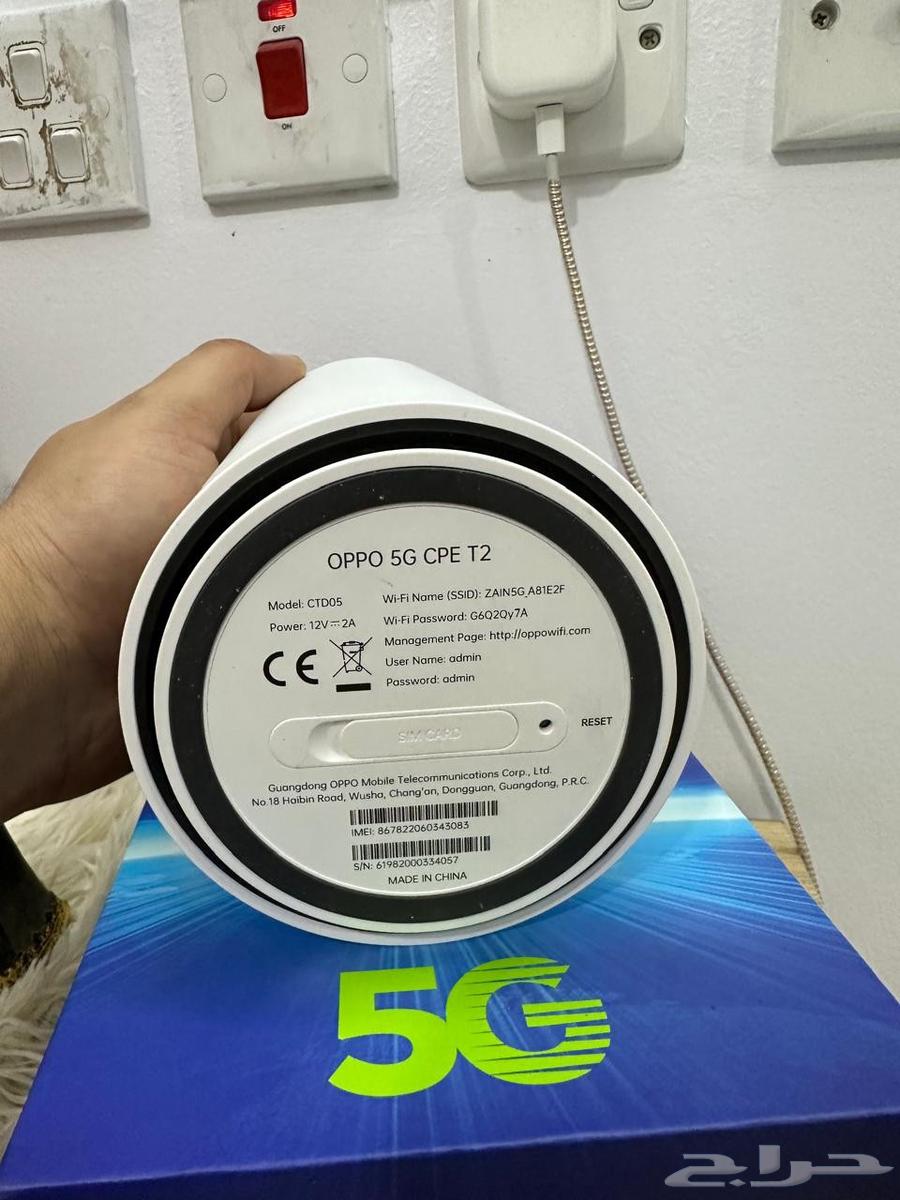 OFF
ON
OPPO 5G CPE T2
Model: CTD05
Power: 12V⎓2A
Wi-Fi Name (SSID): ZAIN5G_A81E2F
Wi-Fi Password: G6Q2Qy7A
Management Page: http://oppowifi.com
User Name: admin
Password: admin
CE
SIM CARD
RESET
Guangdong OPPO Mobile Telecommunications Corp., Ltd.
No.18 Haibin Road, Wusha, Chang'an, Dongguan, Guangdong, P.R.C.
IMEI: 867822060343083
S/N: 61982000334057
MADE IN CHINA
5G
حراج